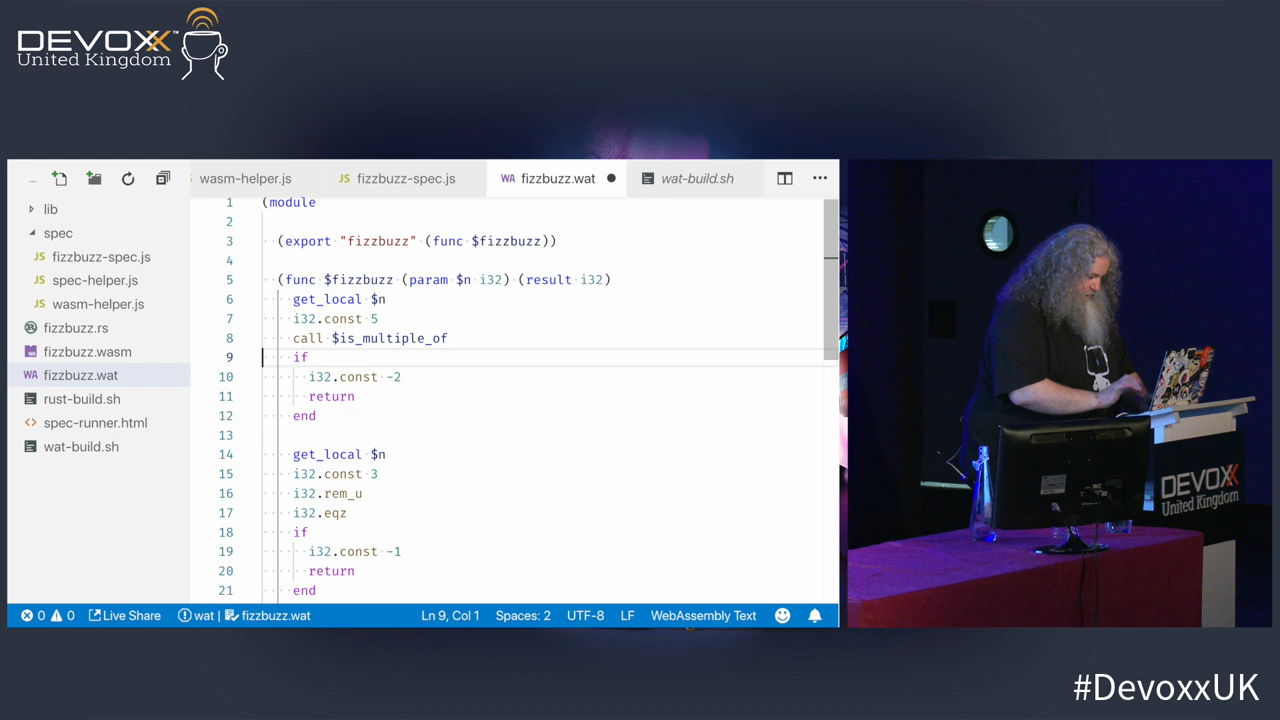 DEVOXX™
United Kingdom
... 
wasm-helper.js
JS fizzbuzz-spec.js
WA fizzbuzz.wat
wat-build.sh
...
lib
spec
JS fizzbuzz-spec.js
JS spec-helper.js
JS wasm-helper.js
fizzbuzz.rs
fizzbuzz.wasm
WA fizzbuzz.wat
rust-build.sh
<> spec-runner.html
wat-build.sh
1 (module
2
3 (export "fizzbuzz" (func $fizzbuzz))
4
5 (func $fizzbuzz (param $n i32) (result i32)
6 get_local $n
7 i32.const 5
8 call $is_multiple_of
9 if
10 i32.const -2
11 return
12 end
13
14 get_local $n
15 i32.const 3
16 i32.rem_u
17 i32.eqz
18 if
19 i32.const -1
20 return
21 end
0 0 Live Share wat | fizzbuzz.wat Ln 9, Col 1 Spaces: 2 UTF-8 LF WebAssembly Text
DEVOXX
United Kingdom
#DevoxxUK